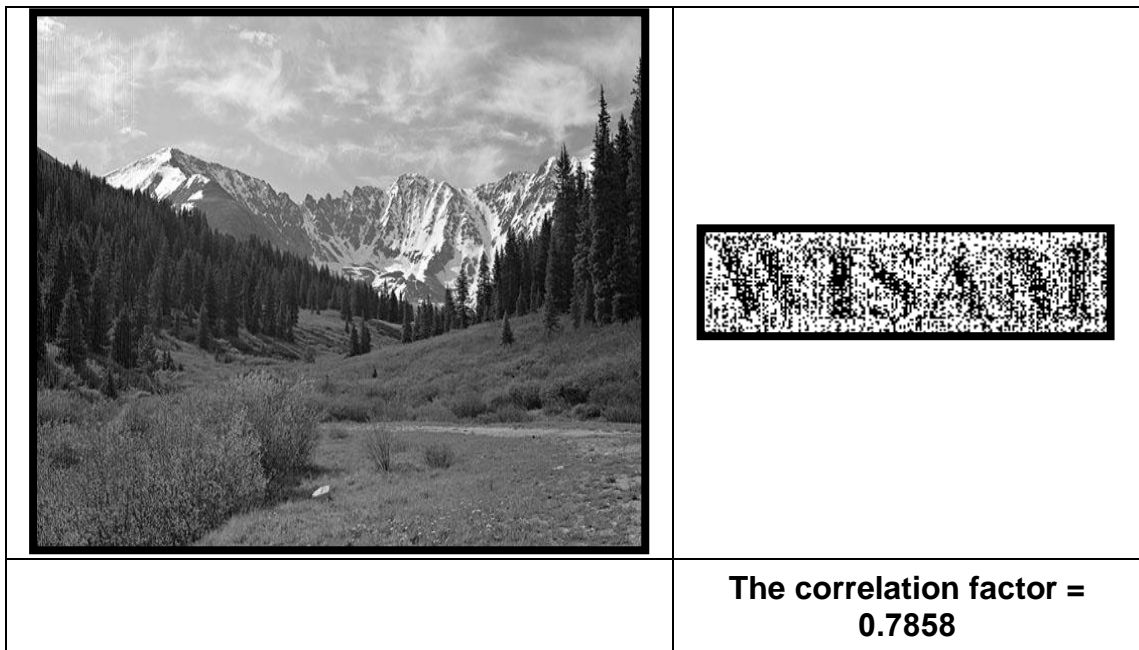 The correlation factor =
0.7858